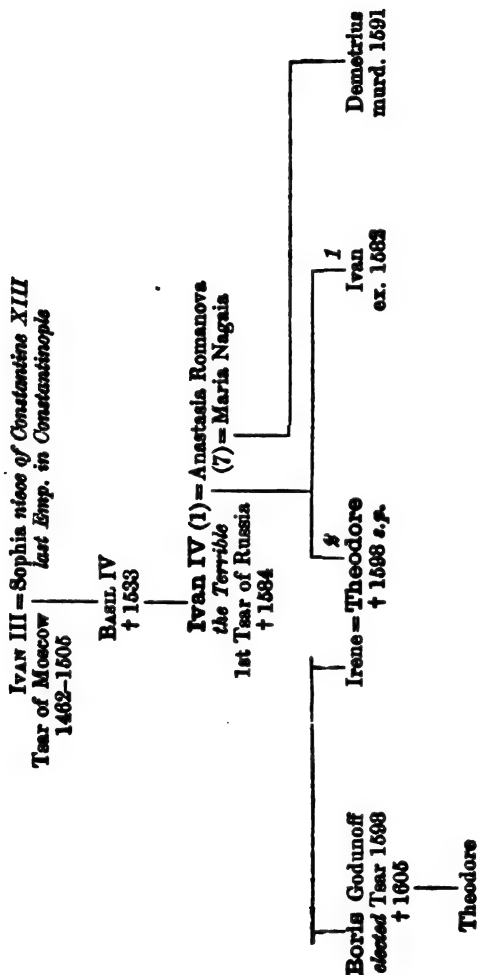 IVAN III = Sophia niece of Constantine XIII
Tsar of Moscow last Emp. in Constantinople
1462–1505
BASIL IV
† 1533
Ivan IV (1) = Anastasia Romanova
the Terrible (7) = Maria Nagaia
1st Tsar of Russia
† 1584
2 1
Boris Godunoff Irene = Theodore Ivan Demetrius
elected Tsar 1598 † 1598 s.p. ex. 1582 murd. 1591
† 1605
Theodore